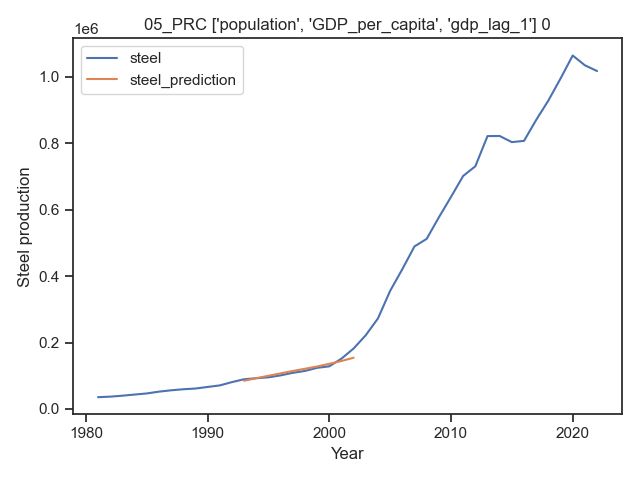 05_PRC ['population', 'GDP_per_capita', 'gdp_lag_1'] 0
1e6
steel
steel_prediction
1.0
0.8
0.6
0.4
0.2
0.0
Steel production
1980
1990
2000
2010
2020
Year